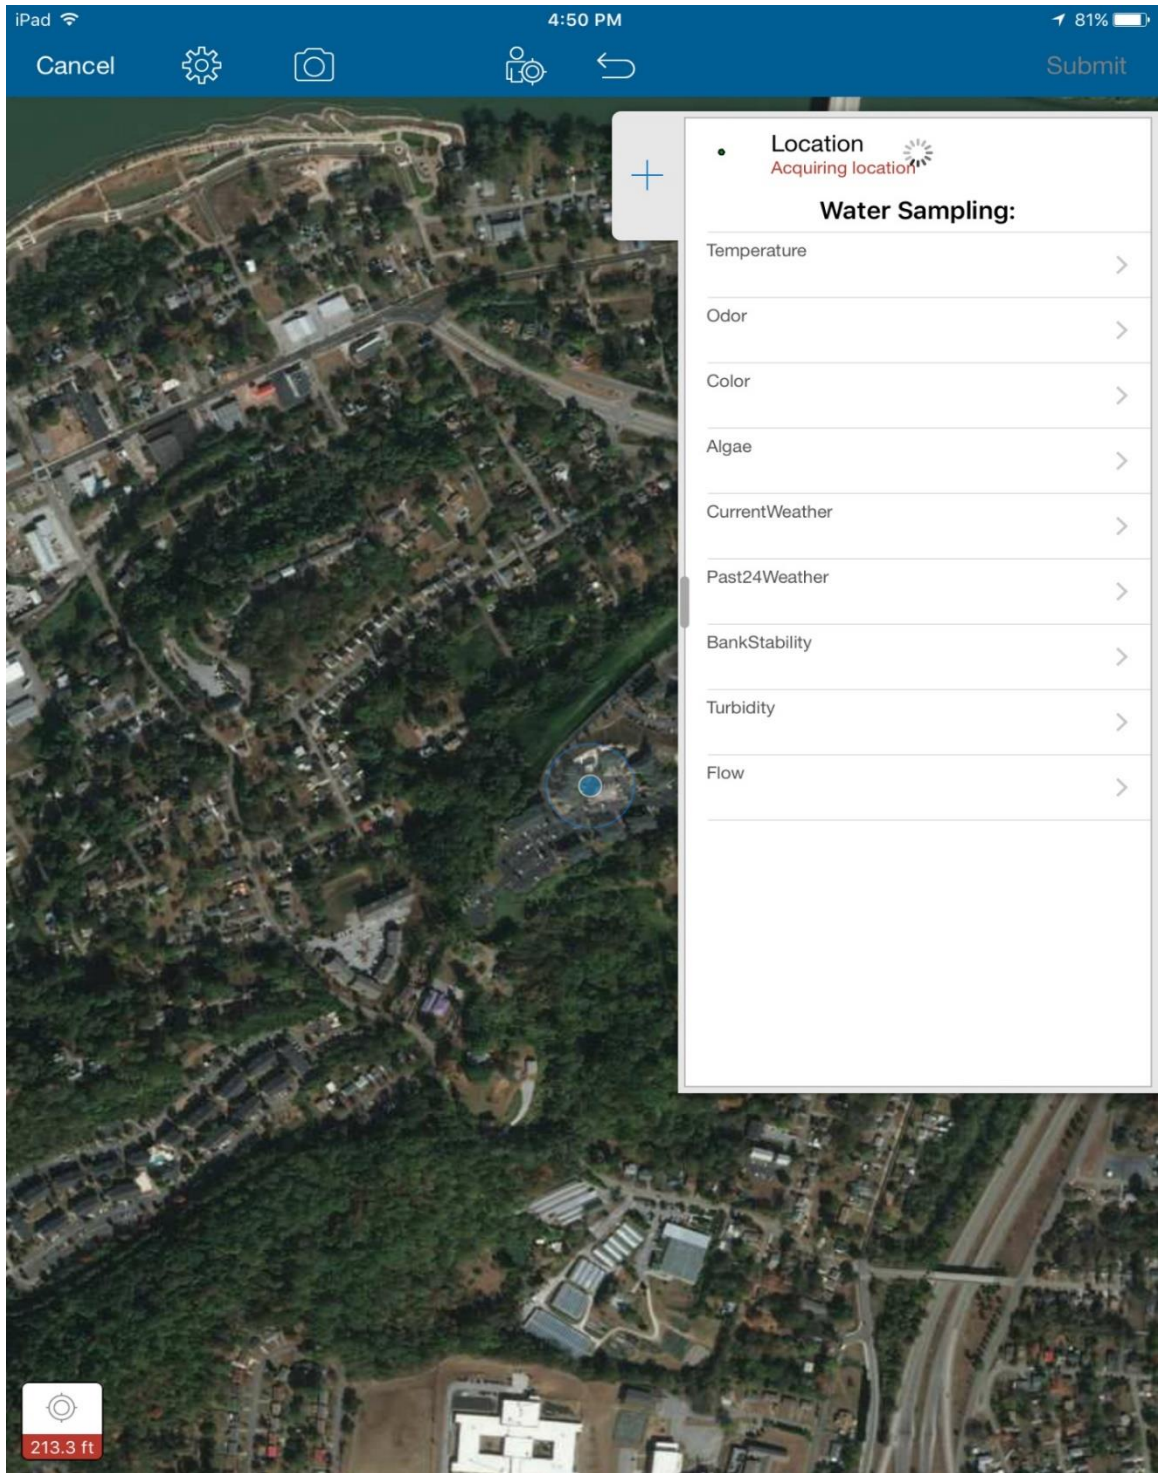 iPad 4:50 PM 81%
Cancel Submit
Location
Acquiring location
Water Sampling:
Temperature
Odor
Color
Algae
CurrentWeather
Past24Weather
BankStability
Turbidity
Flow
213.3 ft